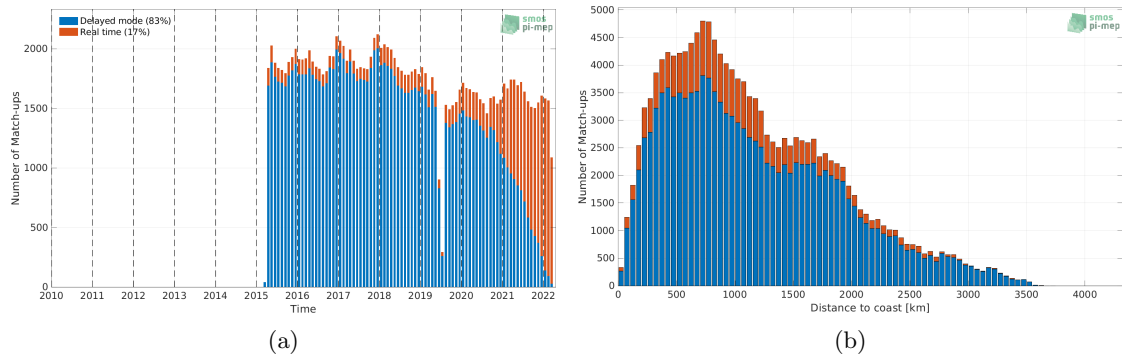 Delayed mode (83%)
Real time (17%)
smos
pi-mep
Number of Match-ups
2000
1500
1000
500
0
2010 2011 2012 2013 2014 2015 2016 2017 2018 2019 2020 2021 2022
Time
(a)
smos
pi-mep
Number of Match-ups
5000
4500
4000
3500
3000
2500
2000
1500
1000
500
0
0 500 1000 1500 2000 2500 3000 3500 4000
Distance to coast [km]
(b)